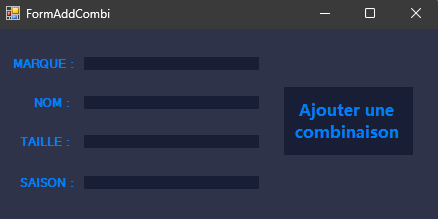 FormAddCombi
MARQUE :
NOM :
TAILLE :
SAISON :
Ajouter une
combinaison